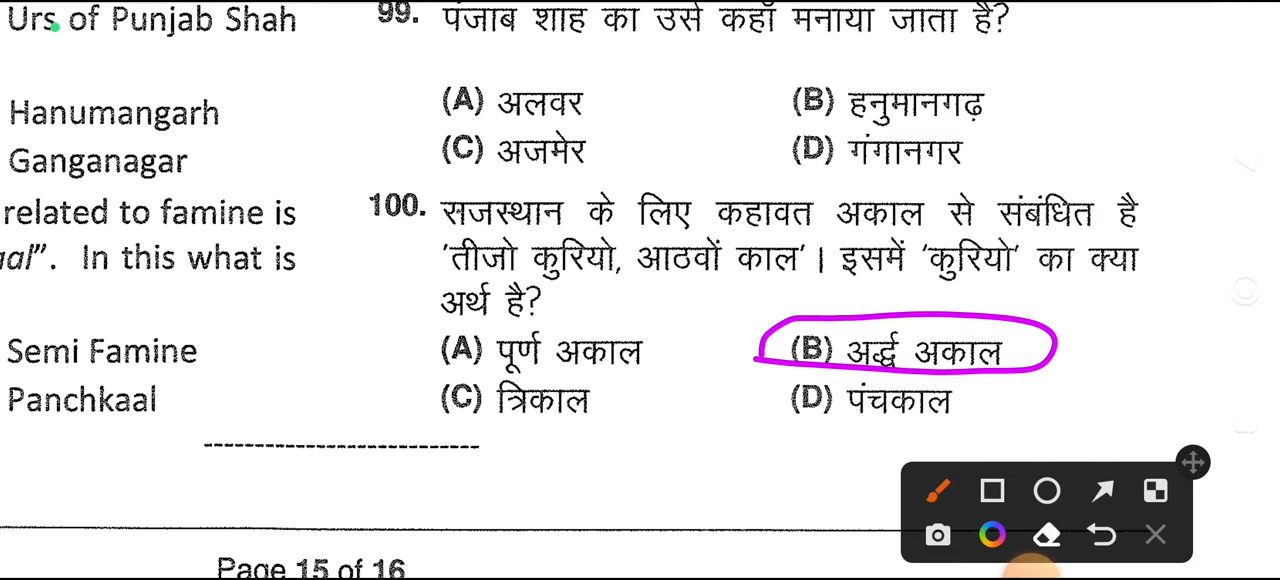 Urs of Punjab Shah
Hanumangarh
Ganganagar
related to famine is
aal”. In this what is
Semi Famine
Panchkaal
99. पंजाब शाह का उर्स कहाँ मनाया जाता है?
(A) अलवर (B) हनुमानगढ़
(C) अजमेर (D) गंगानगर
100. राजस्थान के लिए कहावत अकाल से संबंधित है
'तीजो कुरियो, आठवों काल' । इसमें 'कुरियो' का क्या
अर्थ है?
(A) पूर्ण अकाल (B) अर्द्ध अकाल
(C) त्रिकाल (D) पंचकाल
Page 15 of 16